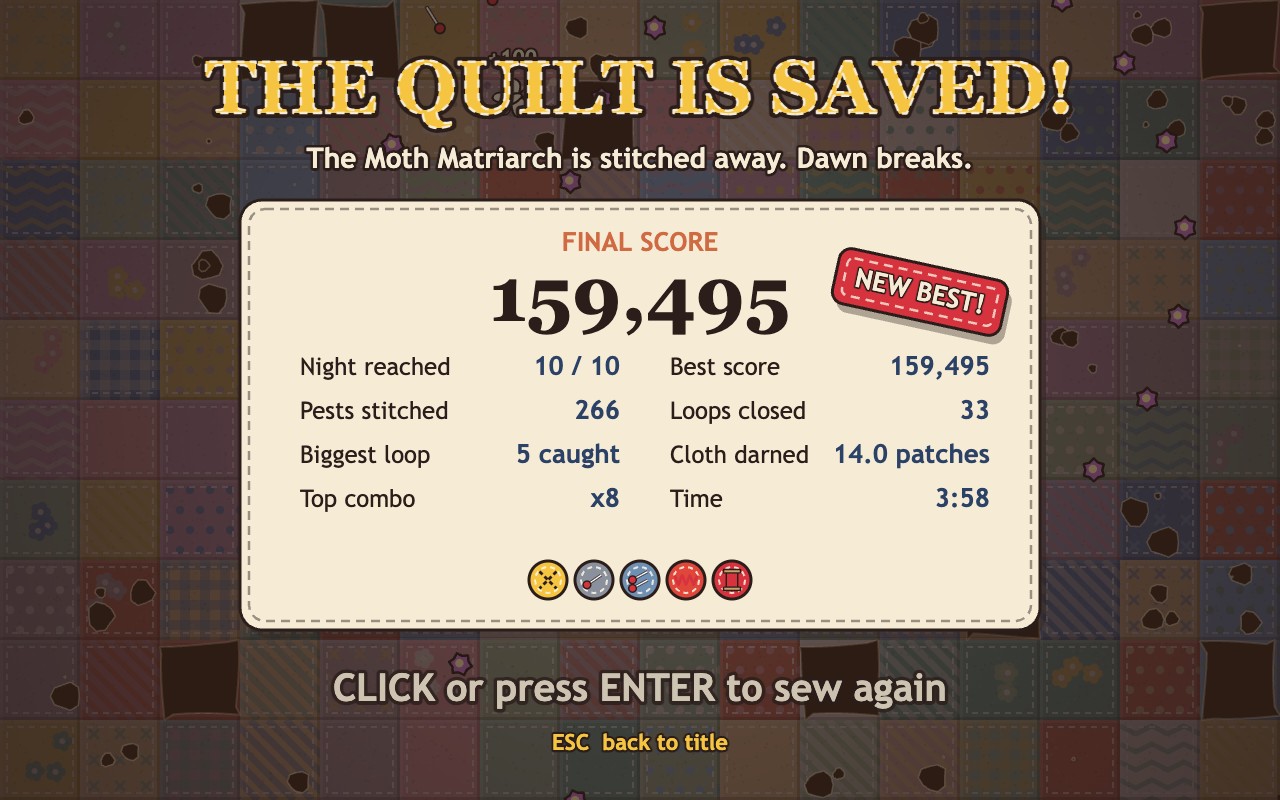 THE QUILT IS SAVED!
The Moth Matriarch is stitched away. Dawn breaks.
FINAL SCORE
159,495
NEW BEST!
Night reached 10 / 10 Best score 159,495
Pests stitched 266 Loops closed 33
Biggest loop 5 caught Cloth darned 14.0 patches
Top combo x8 Time 3:58
CLICK or press ENTER to sew again
ESC back to title